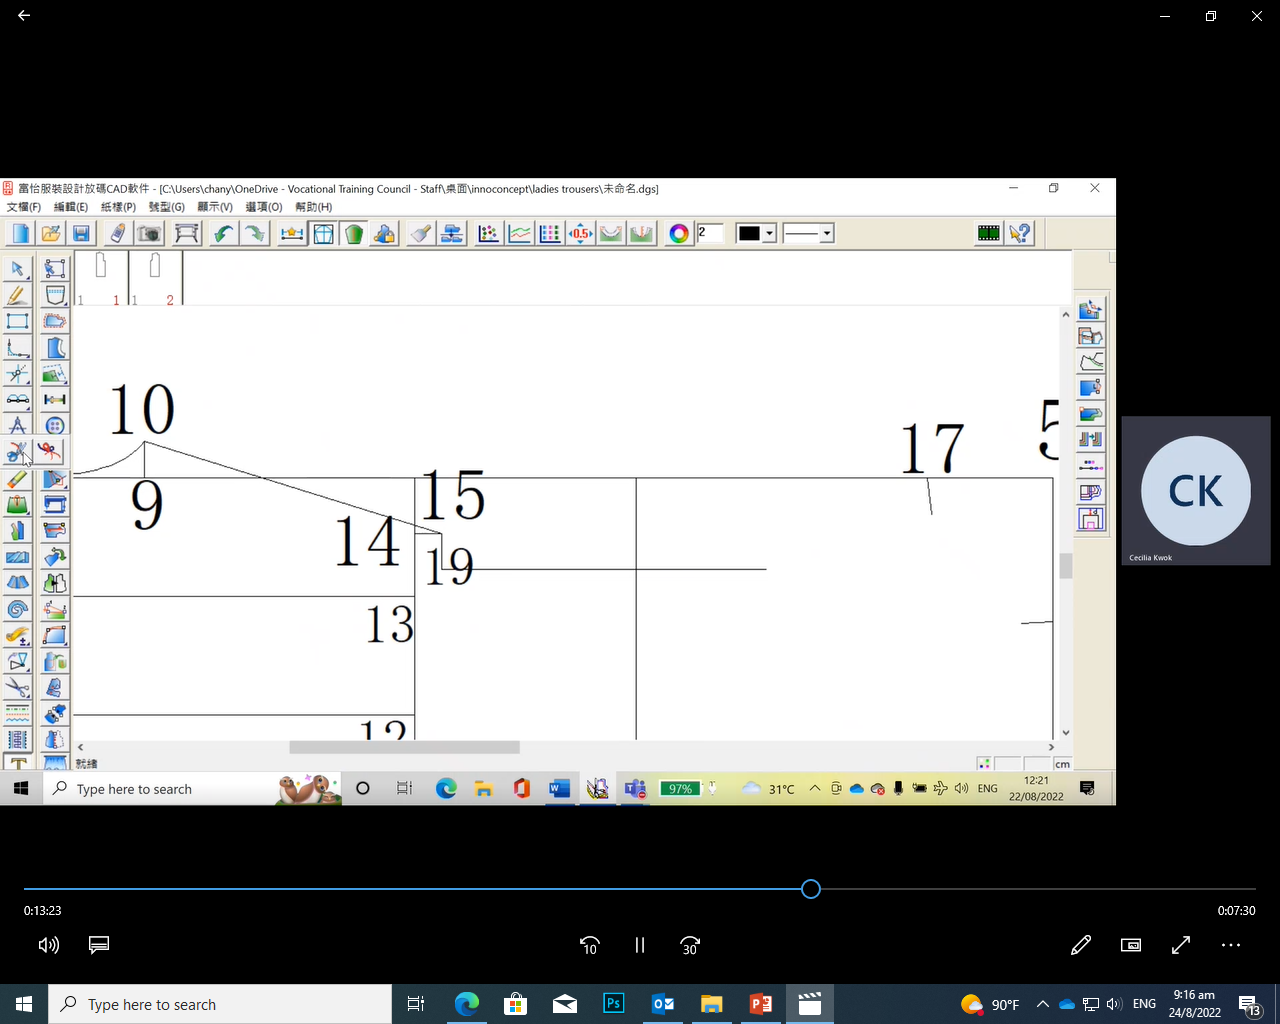 富怡服裝設計放碼CAD軟件 - [C:\Users\chany\OneDrive - Vocational Training Council - Staff\桌面\innoconcept\ladies trousers\未命名.dgs]
文檔(F) 編輯(E) 紙樣(P) 號型(G) 顯示(V) 選項(O) 幫助(H)
0.5 2
1 1 1 2
10
17 5
9 15
14
19
13
12
CK
Cecilia Kwok
就緒 cm
Type here to search 97% 31°C ENG 12:21
22/08/2022
0:13:23 0:07:30
10 30
Type here to search Ps 90°F ENG 9:16 am
24/8/2022 13